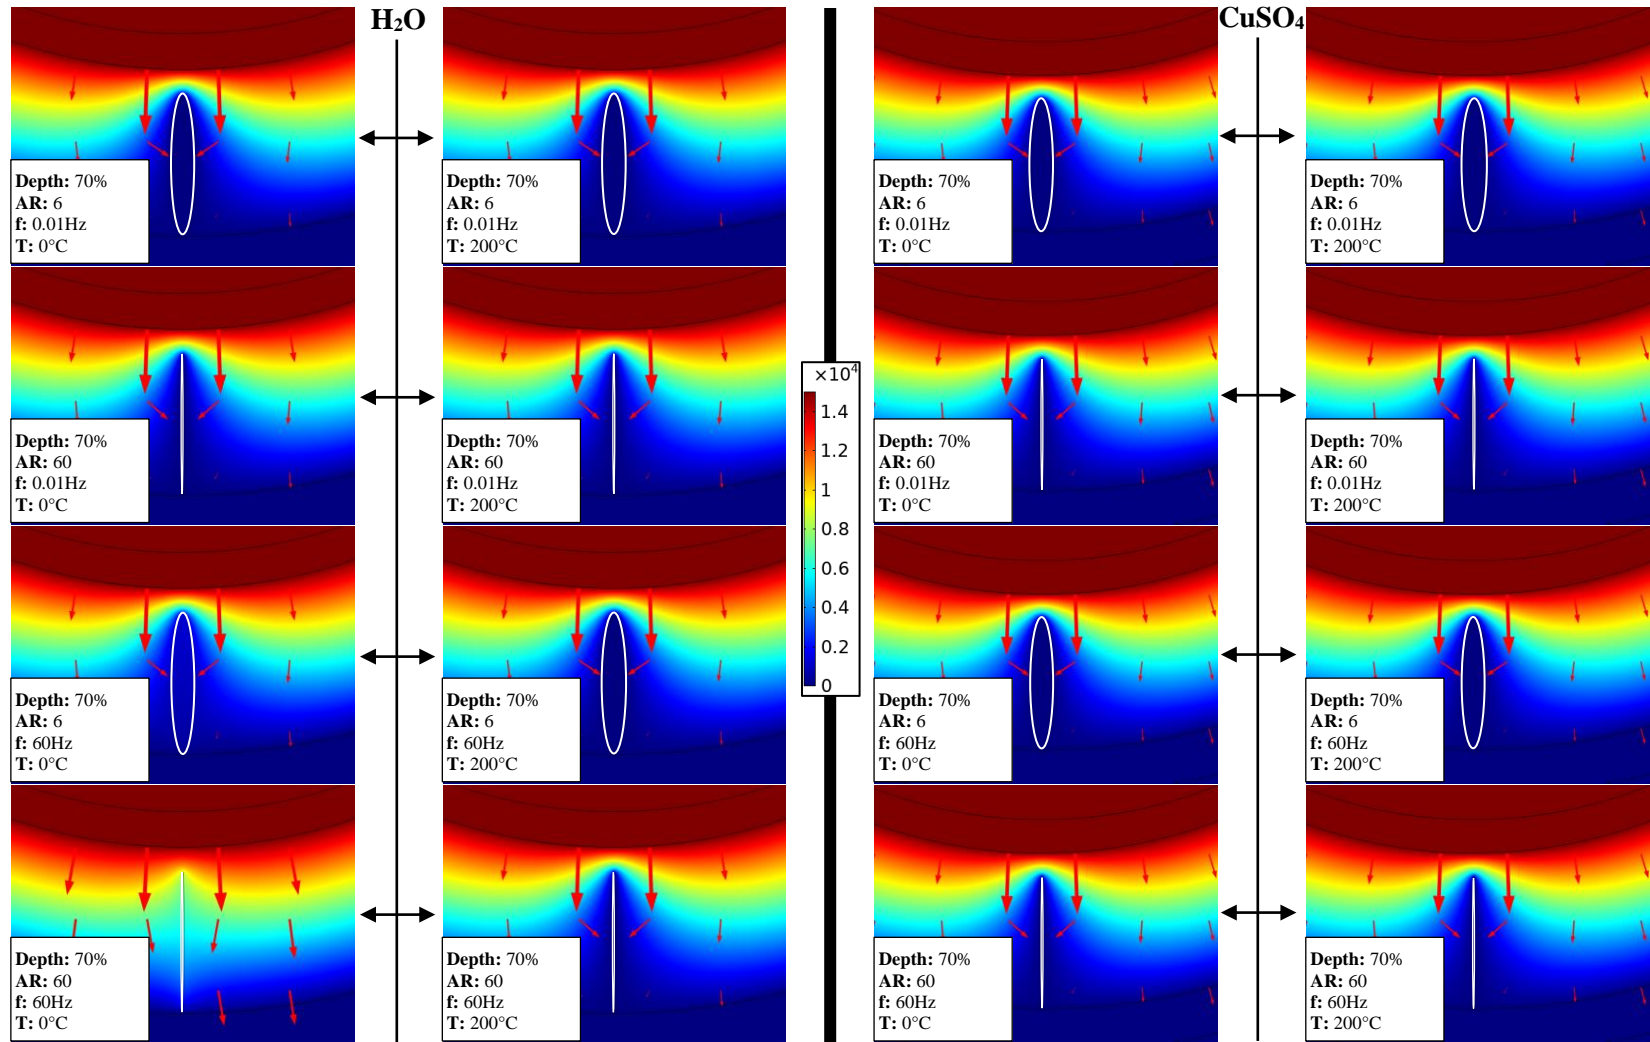 H₂O
CuSO₄
Depth: 70%
AR: 6
f: 0.01Hz
T: 0°C
Depth: 70%
AR: 6
f: 0.01Hz
T: 200°C
Depth: 70%
AR: 6
f: 0.01Hz
T: 0°C
Depth: 70%
AR: 6
f: 0.01Hz
T: 200°C
Depth: 70%
AR: 60
f: 0.01Hz
T: 0°C
Depth: 70%
AR: 60
f: 0.01Hz
T: 200°C
×10⁴
1.4
1.2
1
0.8
0.6
0.4
0.2
0
Depth: 70%
AR: 60
f: 0.01Hz
T: 0°C
Depth: 70%
AR: 60
f: 0.01Hz
T: 200°C
Depth: 70%
AR: 6
f: 60Hz
T: 0°C
Depth: 70%
AR: 6
f: 60Hz
T: 200°C
Depth: 70%
AR: 6
f: 60Hz
T: 0°C
Depth: 70%
AR: 6
f: 60Hz
T: 200°C
Depth: 70%
AR: 60
f: 60Hz
T: 0°C
Depth: 70%
AR: 60
f: 60Hz
T: 200°C
Depth: 70%
AR: 60
f: 60Hz
T: 0°C
Depth: 70%
AR: 60
f: 60Hz
T: 200°C